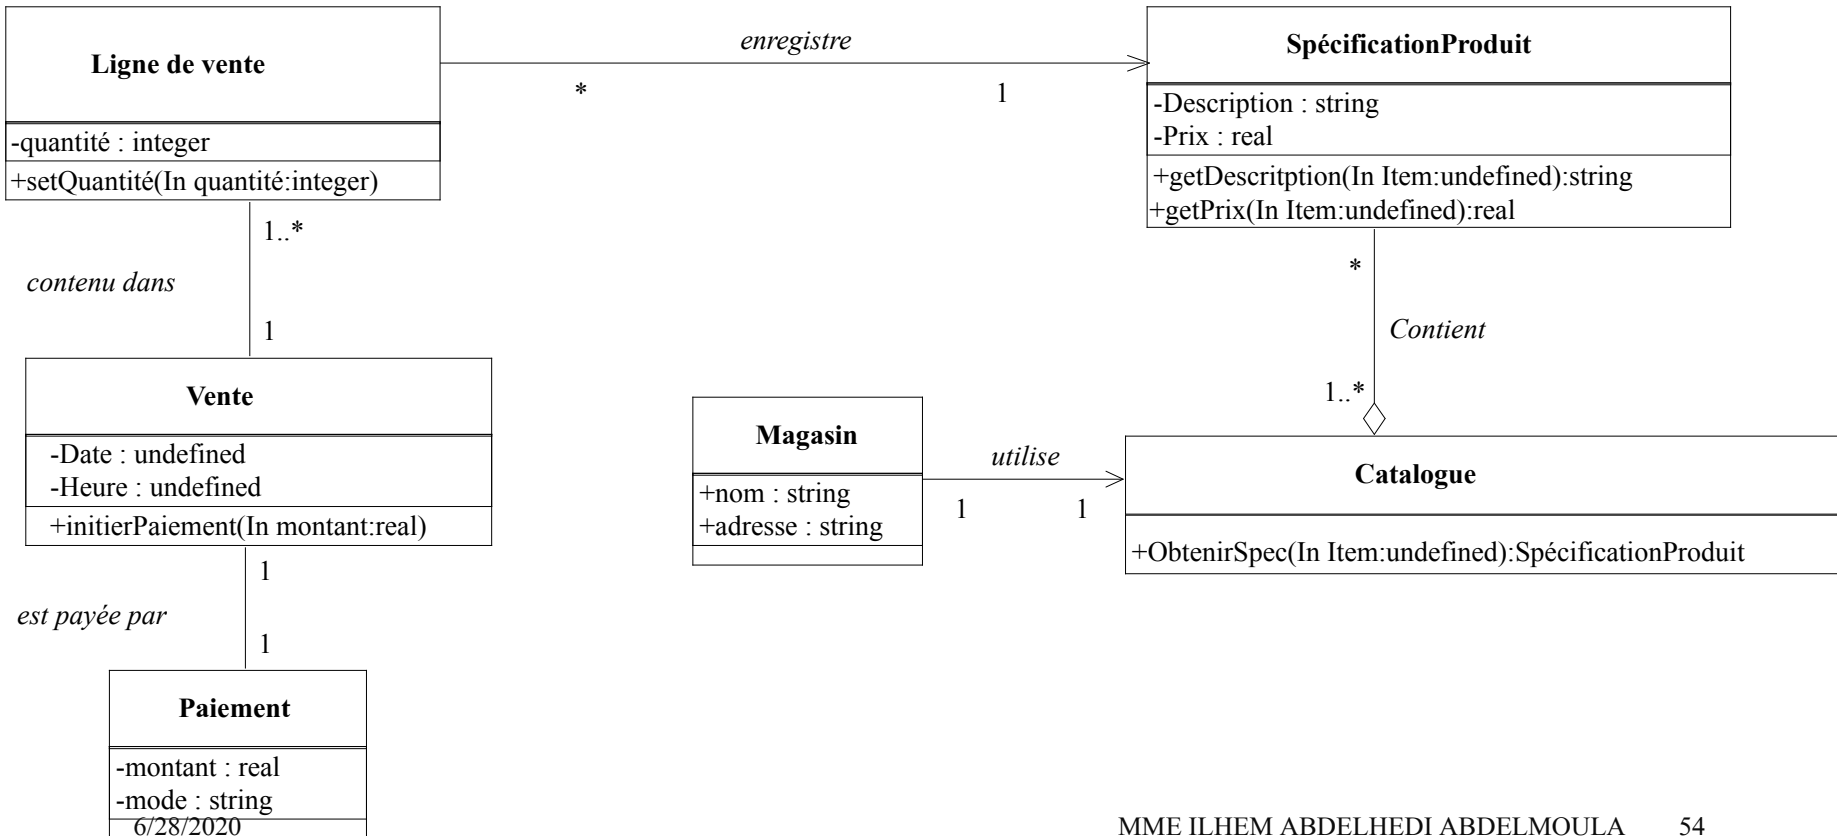 Ligne de vente
-quantité : integer
+setQuantité(In quantité:integer)
enregistre
*
1
SpécificationProduit
-Description : string
-Prix : real
+getDescritption(In Item:undefined):string
+getPrix(In Item:undefined):real
1..*
contenu dans
1
*
Contient
1..*
Vente
-Date : undefined
-Heure : undefined
+initierPaiement(In montant:real)
Magasin
+nom : string
+adresse : string
utilise
1
1
Catalogue
+ObtenirSpec(In Item:undefined):SpécificationProduit
1
est payée par
1
Paiement
-montant : real
-mode : string
6/28/2020
MME ILHEM ABDELHEDI ABDELMOULA
54